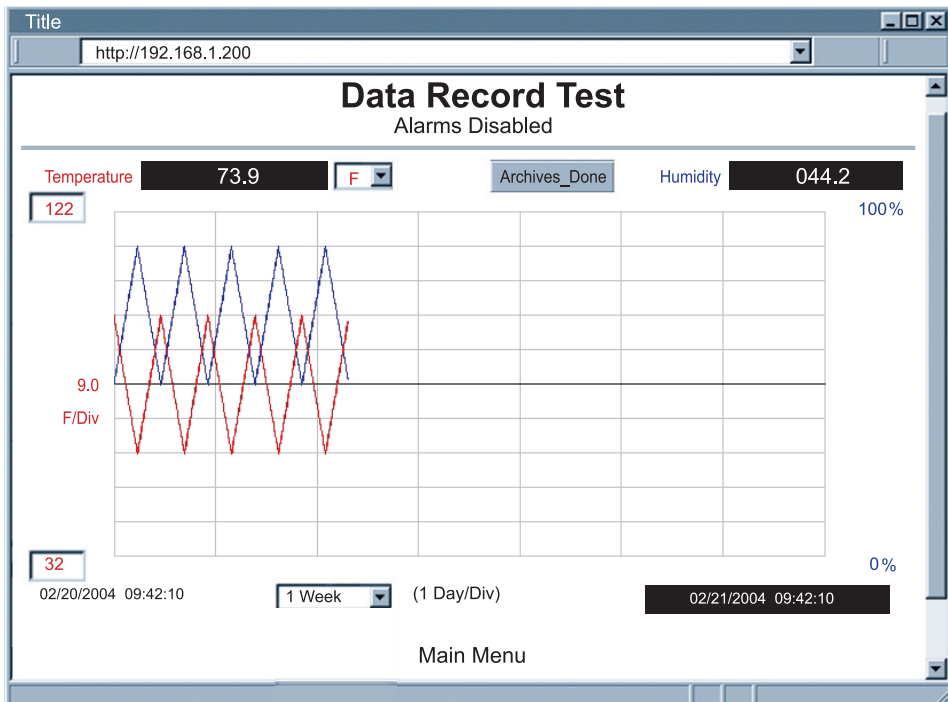 Title
http://192.168.1.200
Data Record Test
Alarms Disabled
Temperature 73.9 F Archives_Done Humidity 044.2
122 100%
9.0
F/Div
32 0%
02/20/2004 09:42:10 1 Week (1 Day/Div) 02/21/2004 09:42:10
Main Menu